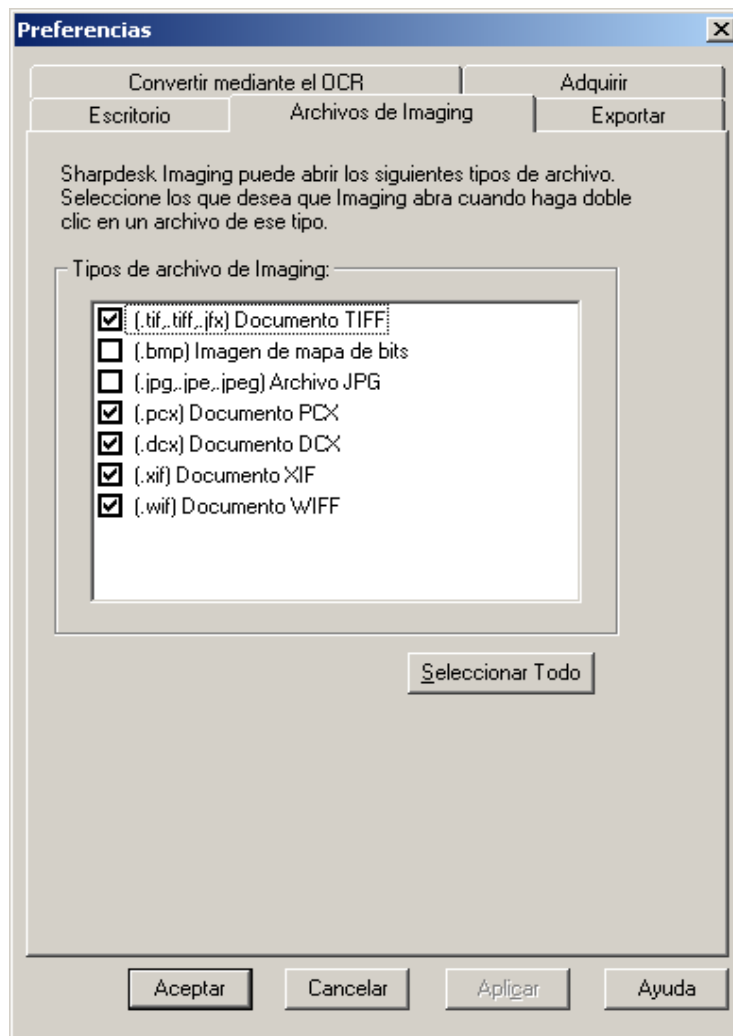 Preferencias
Convertir mediante el OCR
Adquirir
Escritorio
Archivos de Imaging
Exportar
Sharpdesk Imaging puede abrir los siguientes tipos de archivo.
Seleccione los que desea que Imaging abra cuando haga doble
clic en un archivo de ese tipo.
Tipos de archivo de Imaging:
(.tif,.tiff,.jfx) Documento TIFF
(.bmp) Imagen de mapa de bits
(.jpg,.jpe,.jpeg) Archivo JPG
(.pcx) Documento PCX
(.dcx) Documento DCX
(.xif) Documento XIF
(.wif) Documento WIFF
Seleccionar Todo
Aceptar
Cancelar
Aplicar
Ayuda